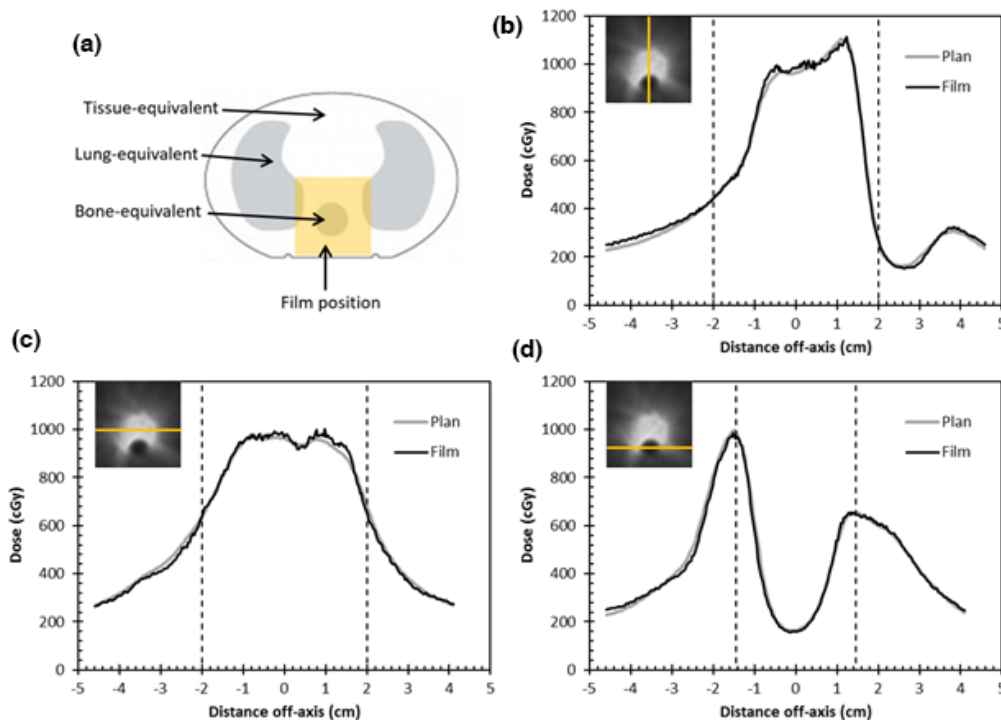 (a)
Tissue-equivalent
Lung-equivalent
Bone-equivalent
Film position
(b)
Dose (cGy)
1200
1000
800
600
400
200
0
-5 -4 -3 -2 -1 0 1 2 3 4 5
Distance off-axis (cm)
Plan
Film
(c)
Dose (cGy)
1200
1000
800
600
400
200
0
-5 -4 -3 -2 -1 0 1 2 3 4 5
Distance off-axis (cm)
Plan
Film
(d)
Dose (cGy)
1200
1000
800
600
400
200
0
-5 -4 -3 -2 -1 0 1 2 3 4 5
Distance off-axis (cm)
Plan
Film